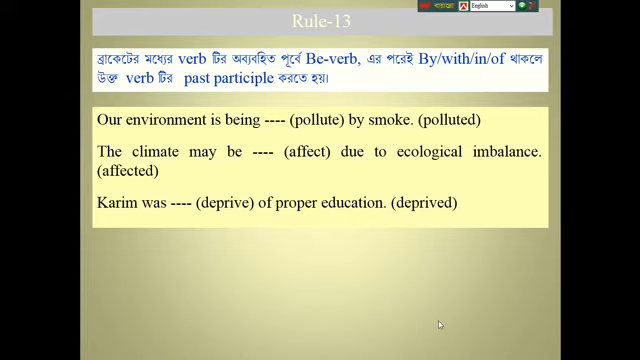 Rule-13
English
ব্রাকেটের মধ্যের verb টির অব্যবহিত পূর্বে Be-verb, এর পরেই By/with/in/of থাকলে
উক্ত verb টির past participle করতে হয়।
Our environment is being ---- (pollute) by smoke. (polluted)
The climate may be ---- (affect) due to ecological imbalance.
(affected)
Karim was ---- (deprive) of proper education. (deprived)